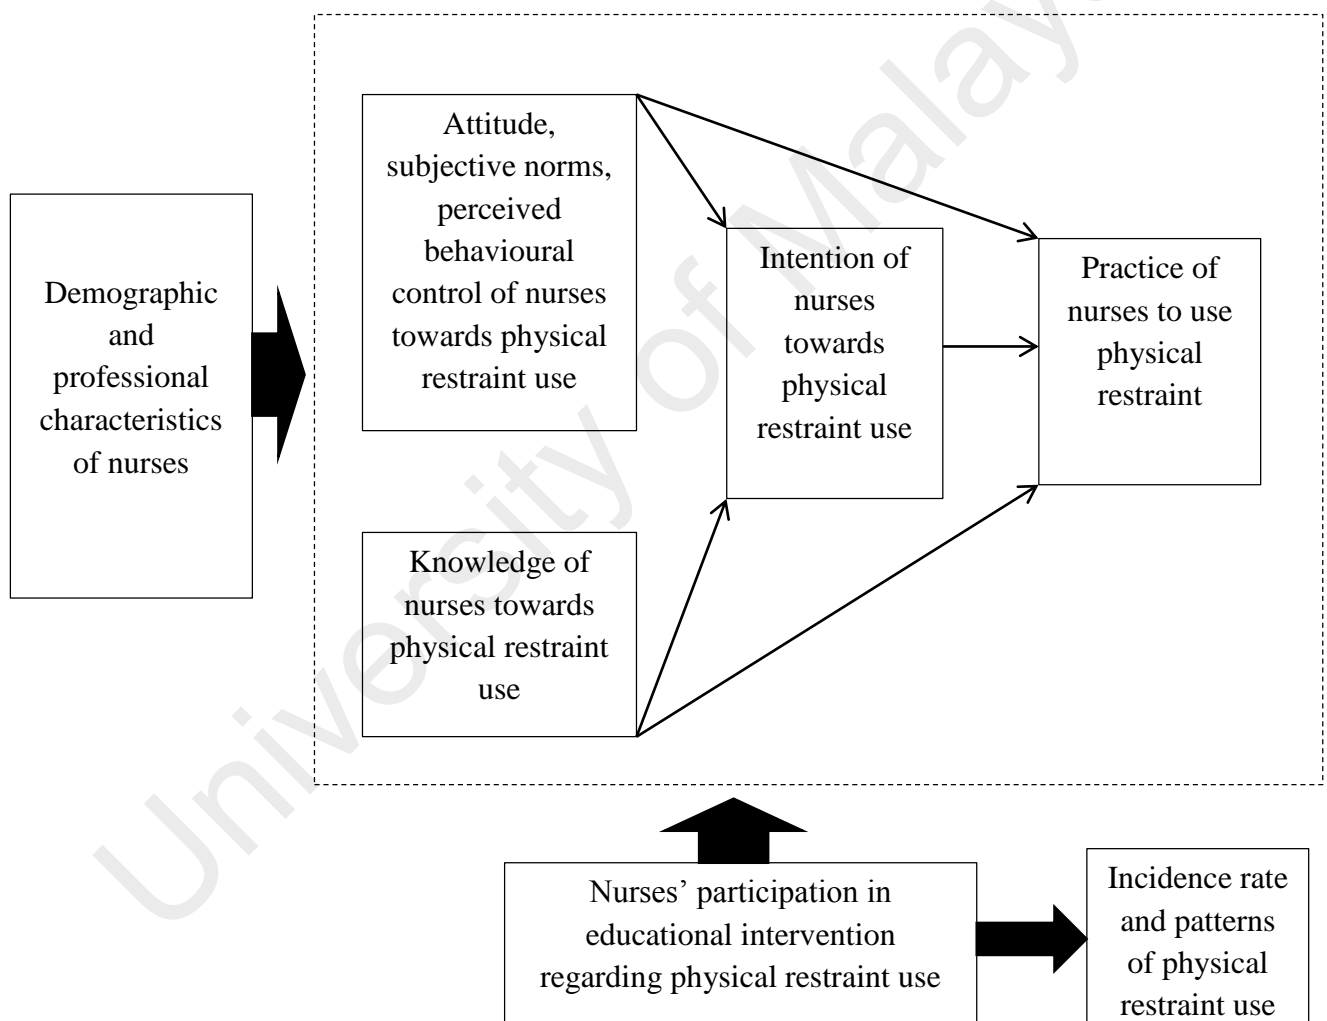 Attitude,
subjective norms,
perceived
behavioural
control of nurses
towards physical
restraint use
Demographic
and
professional
characteristics
of nurses
Intention of
nurses
towards
physical
restraint use
Practice of
nurses to use
physical
restraint
Knowledge of
nurses towards
physical restraint
use
Nurses’ participation in
educational intervention
regarding physical restraint use
Incidence rate
and patterns
of physical
restraint use
University of Malaya